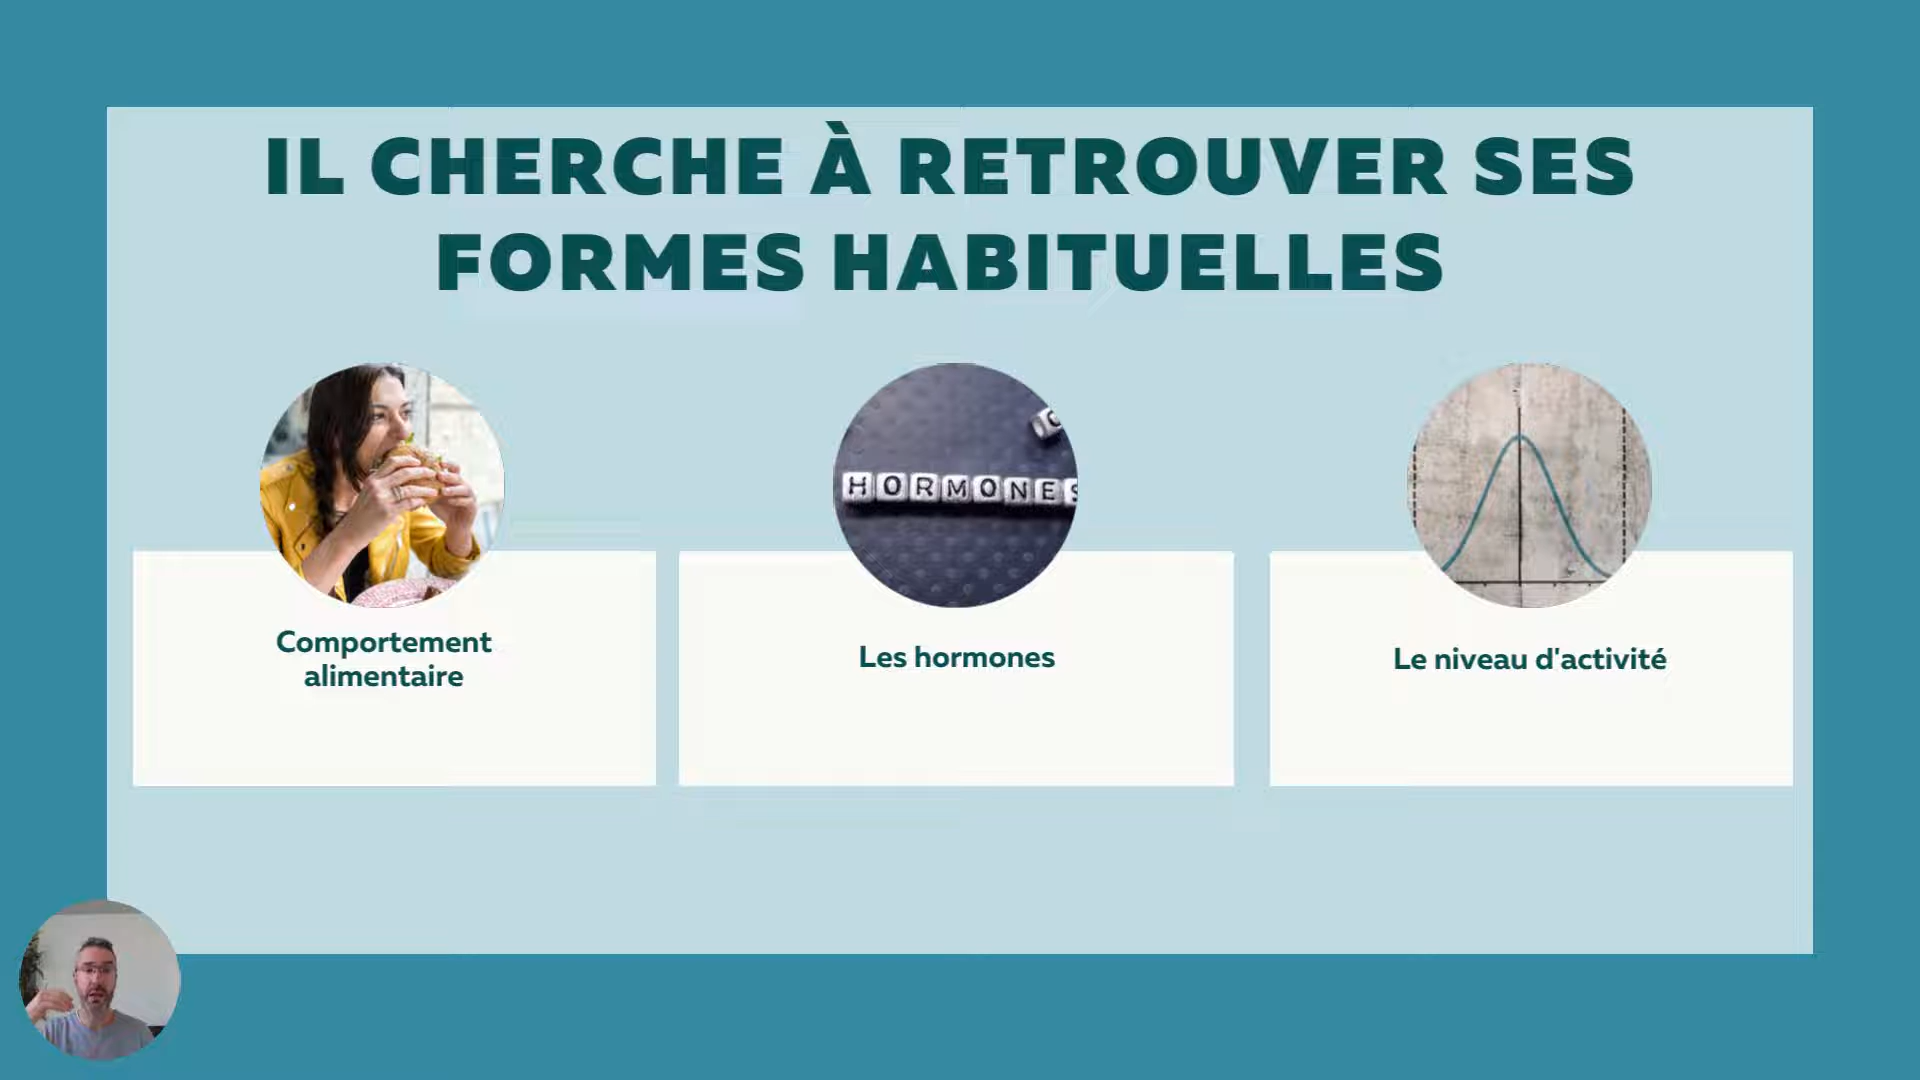 IL CHERCHE À RETROUVER SES
FORMES HABITUELLES
HORMONES
Comportement
alimentaire
Les hormones
Le niveau d'activité